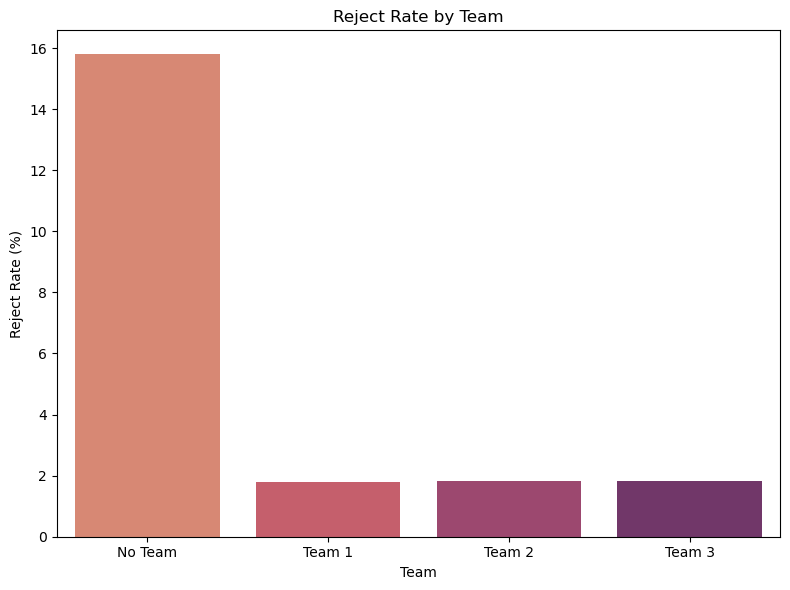 Reject Rate by Team
Reject Rate (%)
16
14
12
10
8
6
4
2
0
No Team
Team 1
Team 2
Team 3
Team